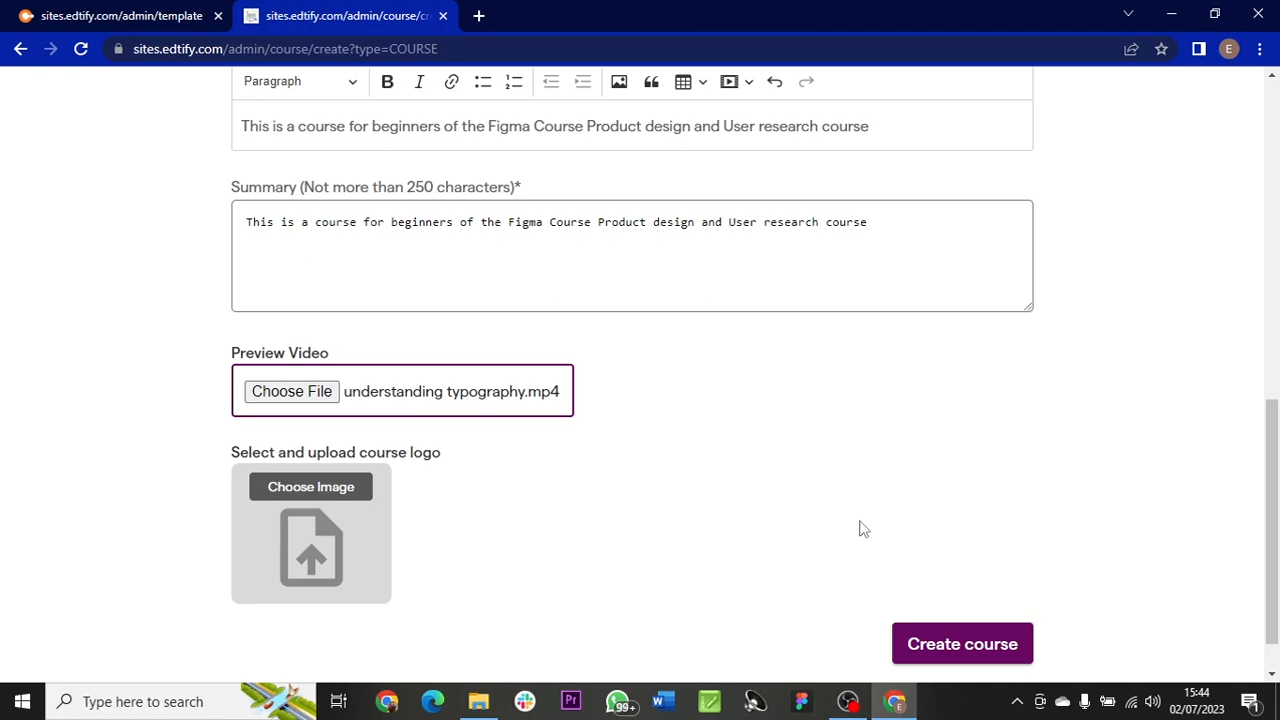 sites.edtify.com/admin/template
sites.edtify.com/admin/course/cr
sites.edtify.com/admin/course/create?type=COURSE
E
Paragraph
B I
This is a course for beginners of the Figma Course Product design and User research course
Summary (Not more than 250 characters)*
This is a course for beginners of the Figma Course Product design and User research course
Preview Video
Choose File understanding typography.mp4
Select and upload course logo
Choose Image
Create course
Type here to search
Pr
99+
W
E
15:44
02/07/2023
1